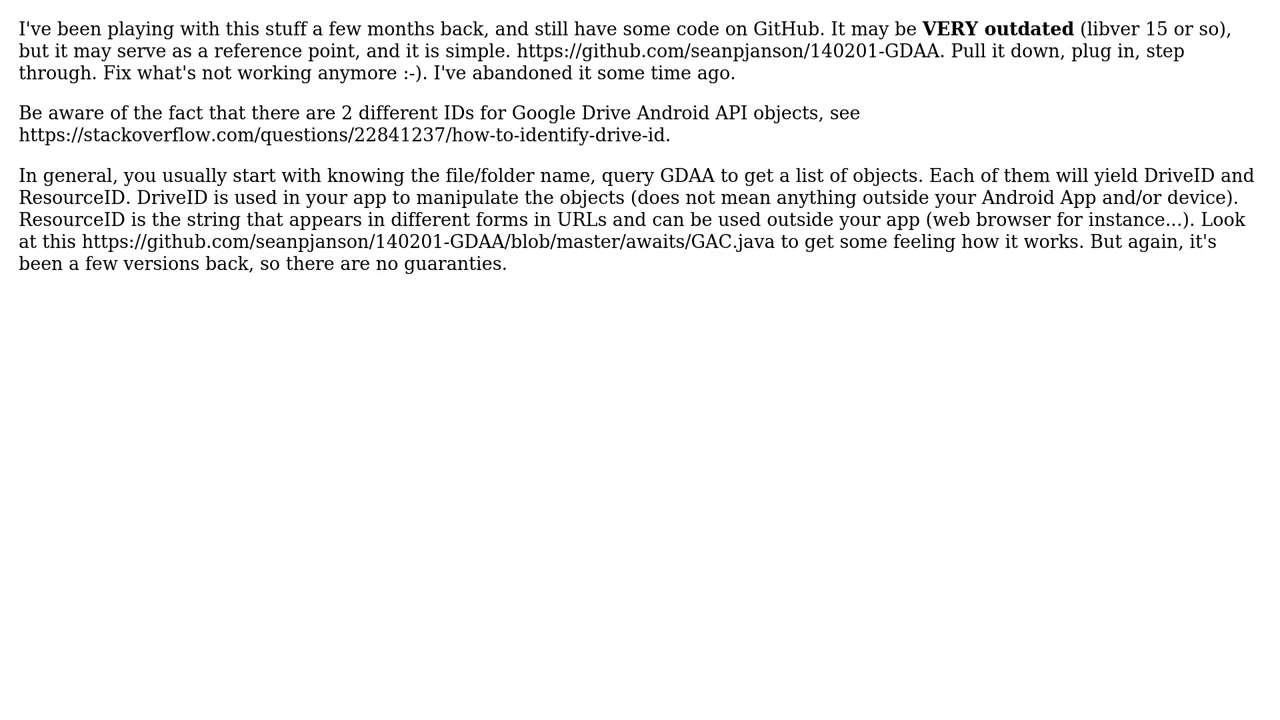 I've been playing with this stuff a few months back, and still have some code on GitHub. It may be VERY outdated (libver 15 or so),
but it may serve as a reference point, and it is simple. https://github.com/seanpjanson/140201-GDAA. Pull it down, plug in, step
through. Fix what's not working anymore :-). I've abandoned it some time ago.
Be aware of the fact that there are 2 different IDs for Google Drive Android API objects, see
https://stackoverflow.com/questions/22841237/how-to-identify-drive-id.
In general, you usually start with knowing the file/folder name, query GDAA to get a list of objects. Each of them will yield DriveID and
ResourceID. DriveID is used in your app to manipulate the objects (does not mean anything outside your Android App and/or device).
ResourceID is the string that appears in different forms in URLs and can be used outside your app (web browser for instance...). Look
at this https://github.com/seanpjanson/140201-GDAA/blob/master/awaits/GAC.java to get some feeling how it works. But again, it's
been a few versions back, so there are no guaranties.